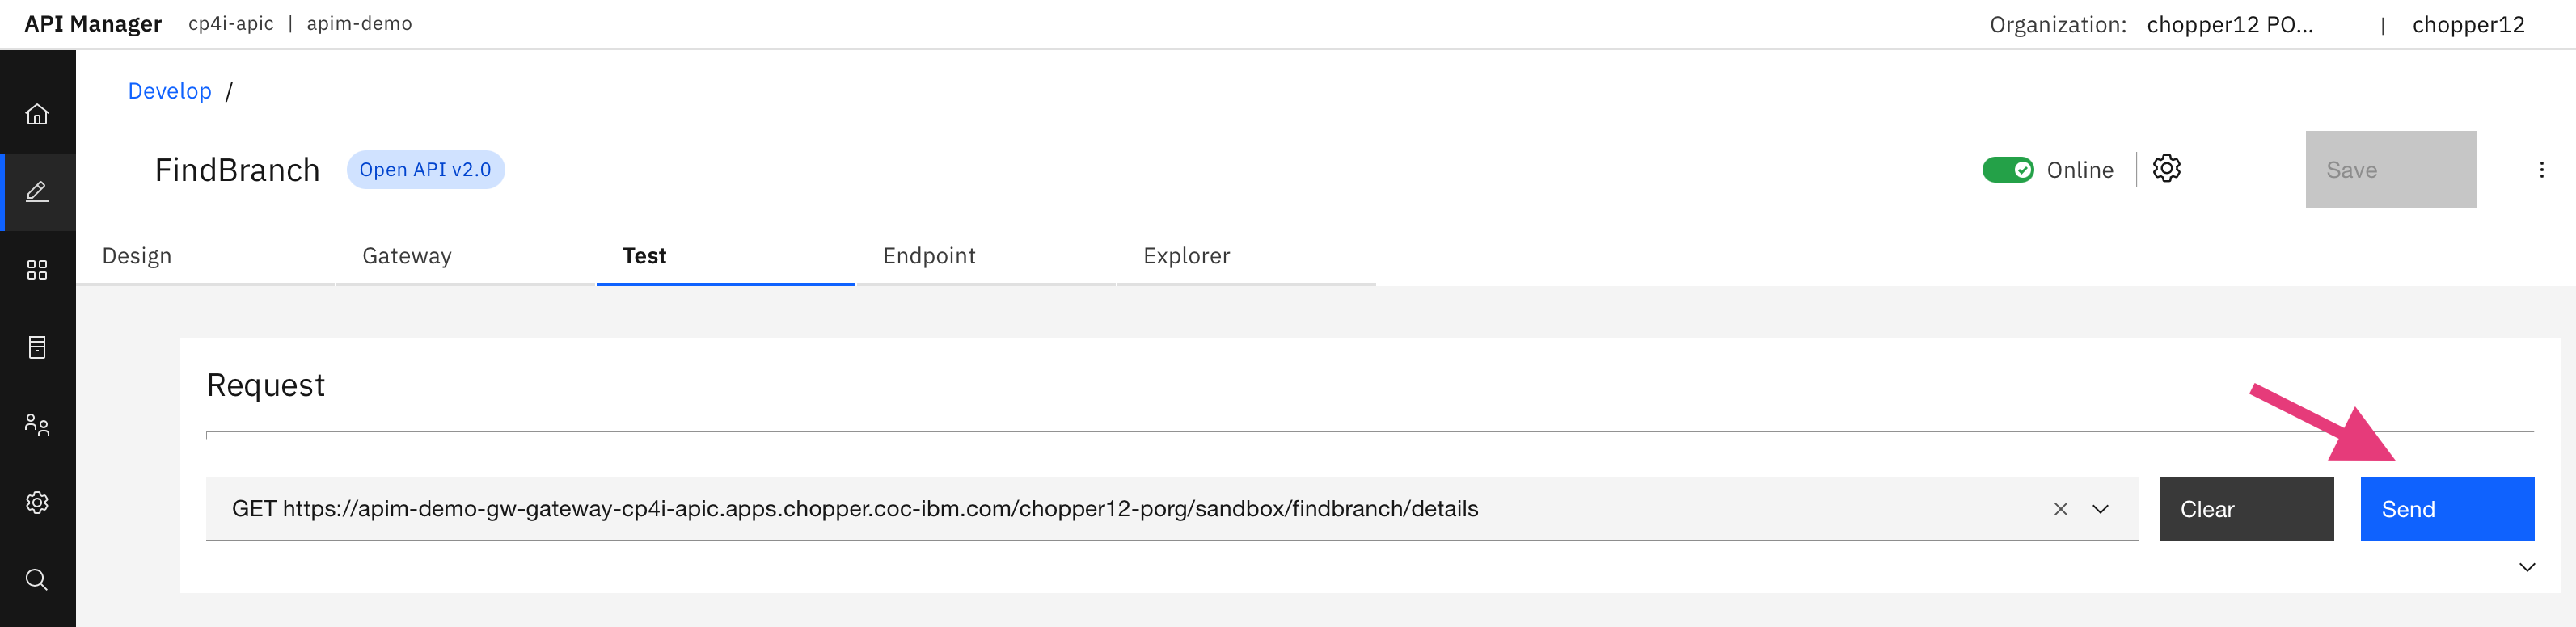 API Manager cp4i-apic | apim-demo Organization: chopper12 PO... | chopper12
Develop /
FindBranch Open API v2.0 Online Save
Design Gateway Test Endpoint Explorer
Request
GET https://apim-demo-gw-gateway-cp4i-apic.apps.chopper.coc-ibm.com/chopper12-porg/sandbox/findbranch/details Clear Send